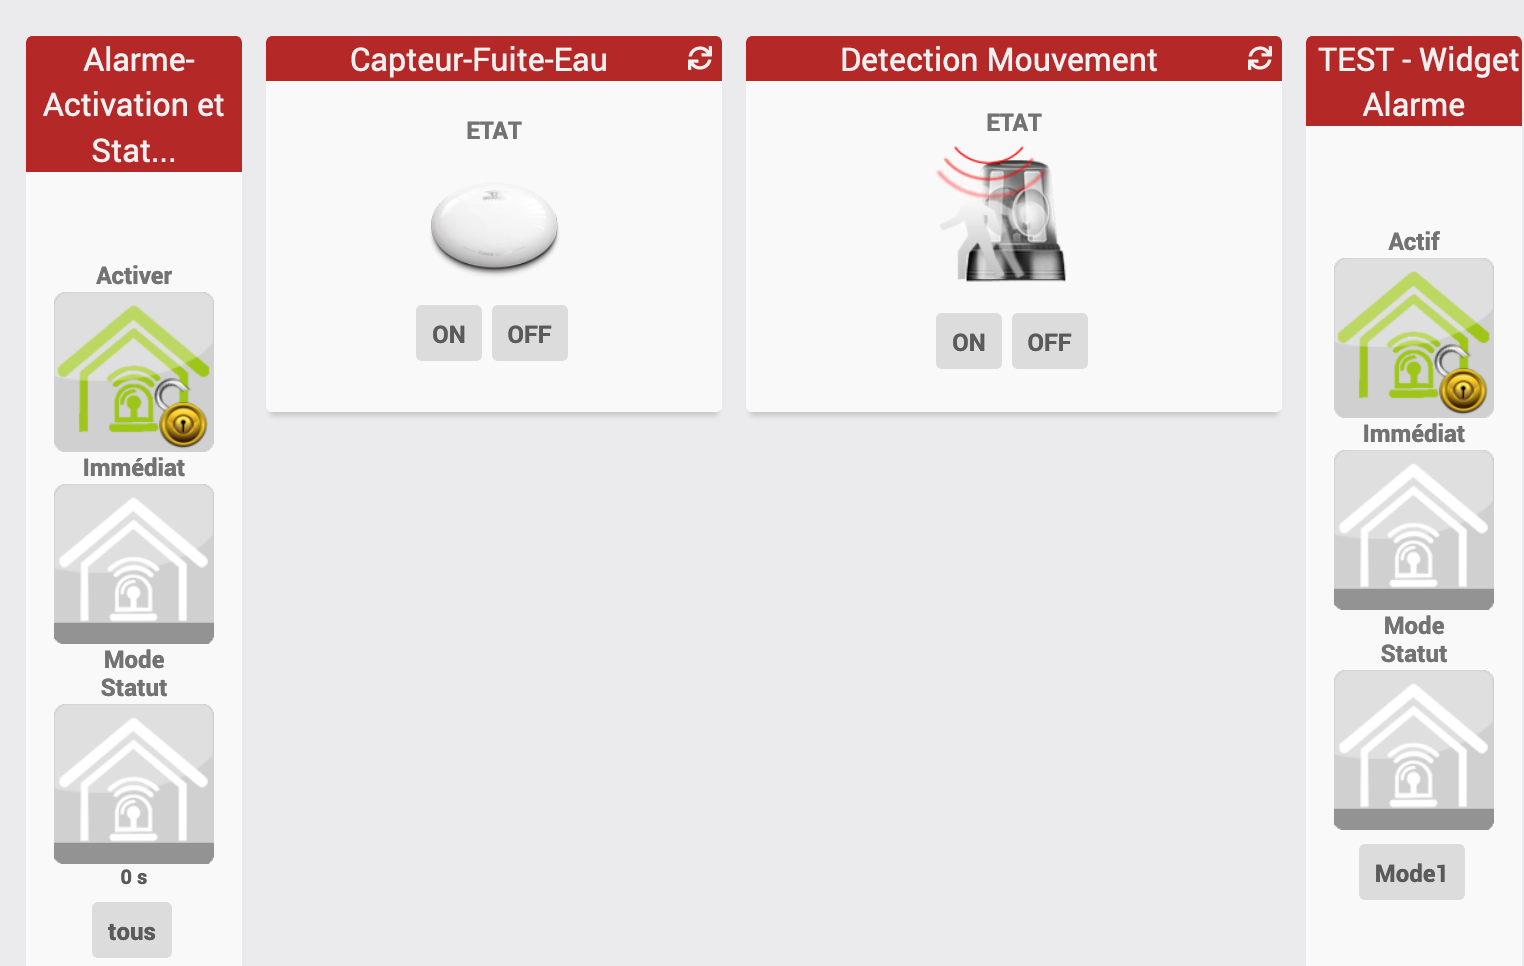 Alarme-
Activation et
Stat...
Activer
Immédiat
Mode
Statut
0 s
tous
Capteur-Fuite-Eau
ETAT
ON OFF
Detection Mouvement
ETAT
ON OFF
TEST - Widget
Alarme
Actif
Immédiat
Mode
Statut
Mode1